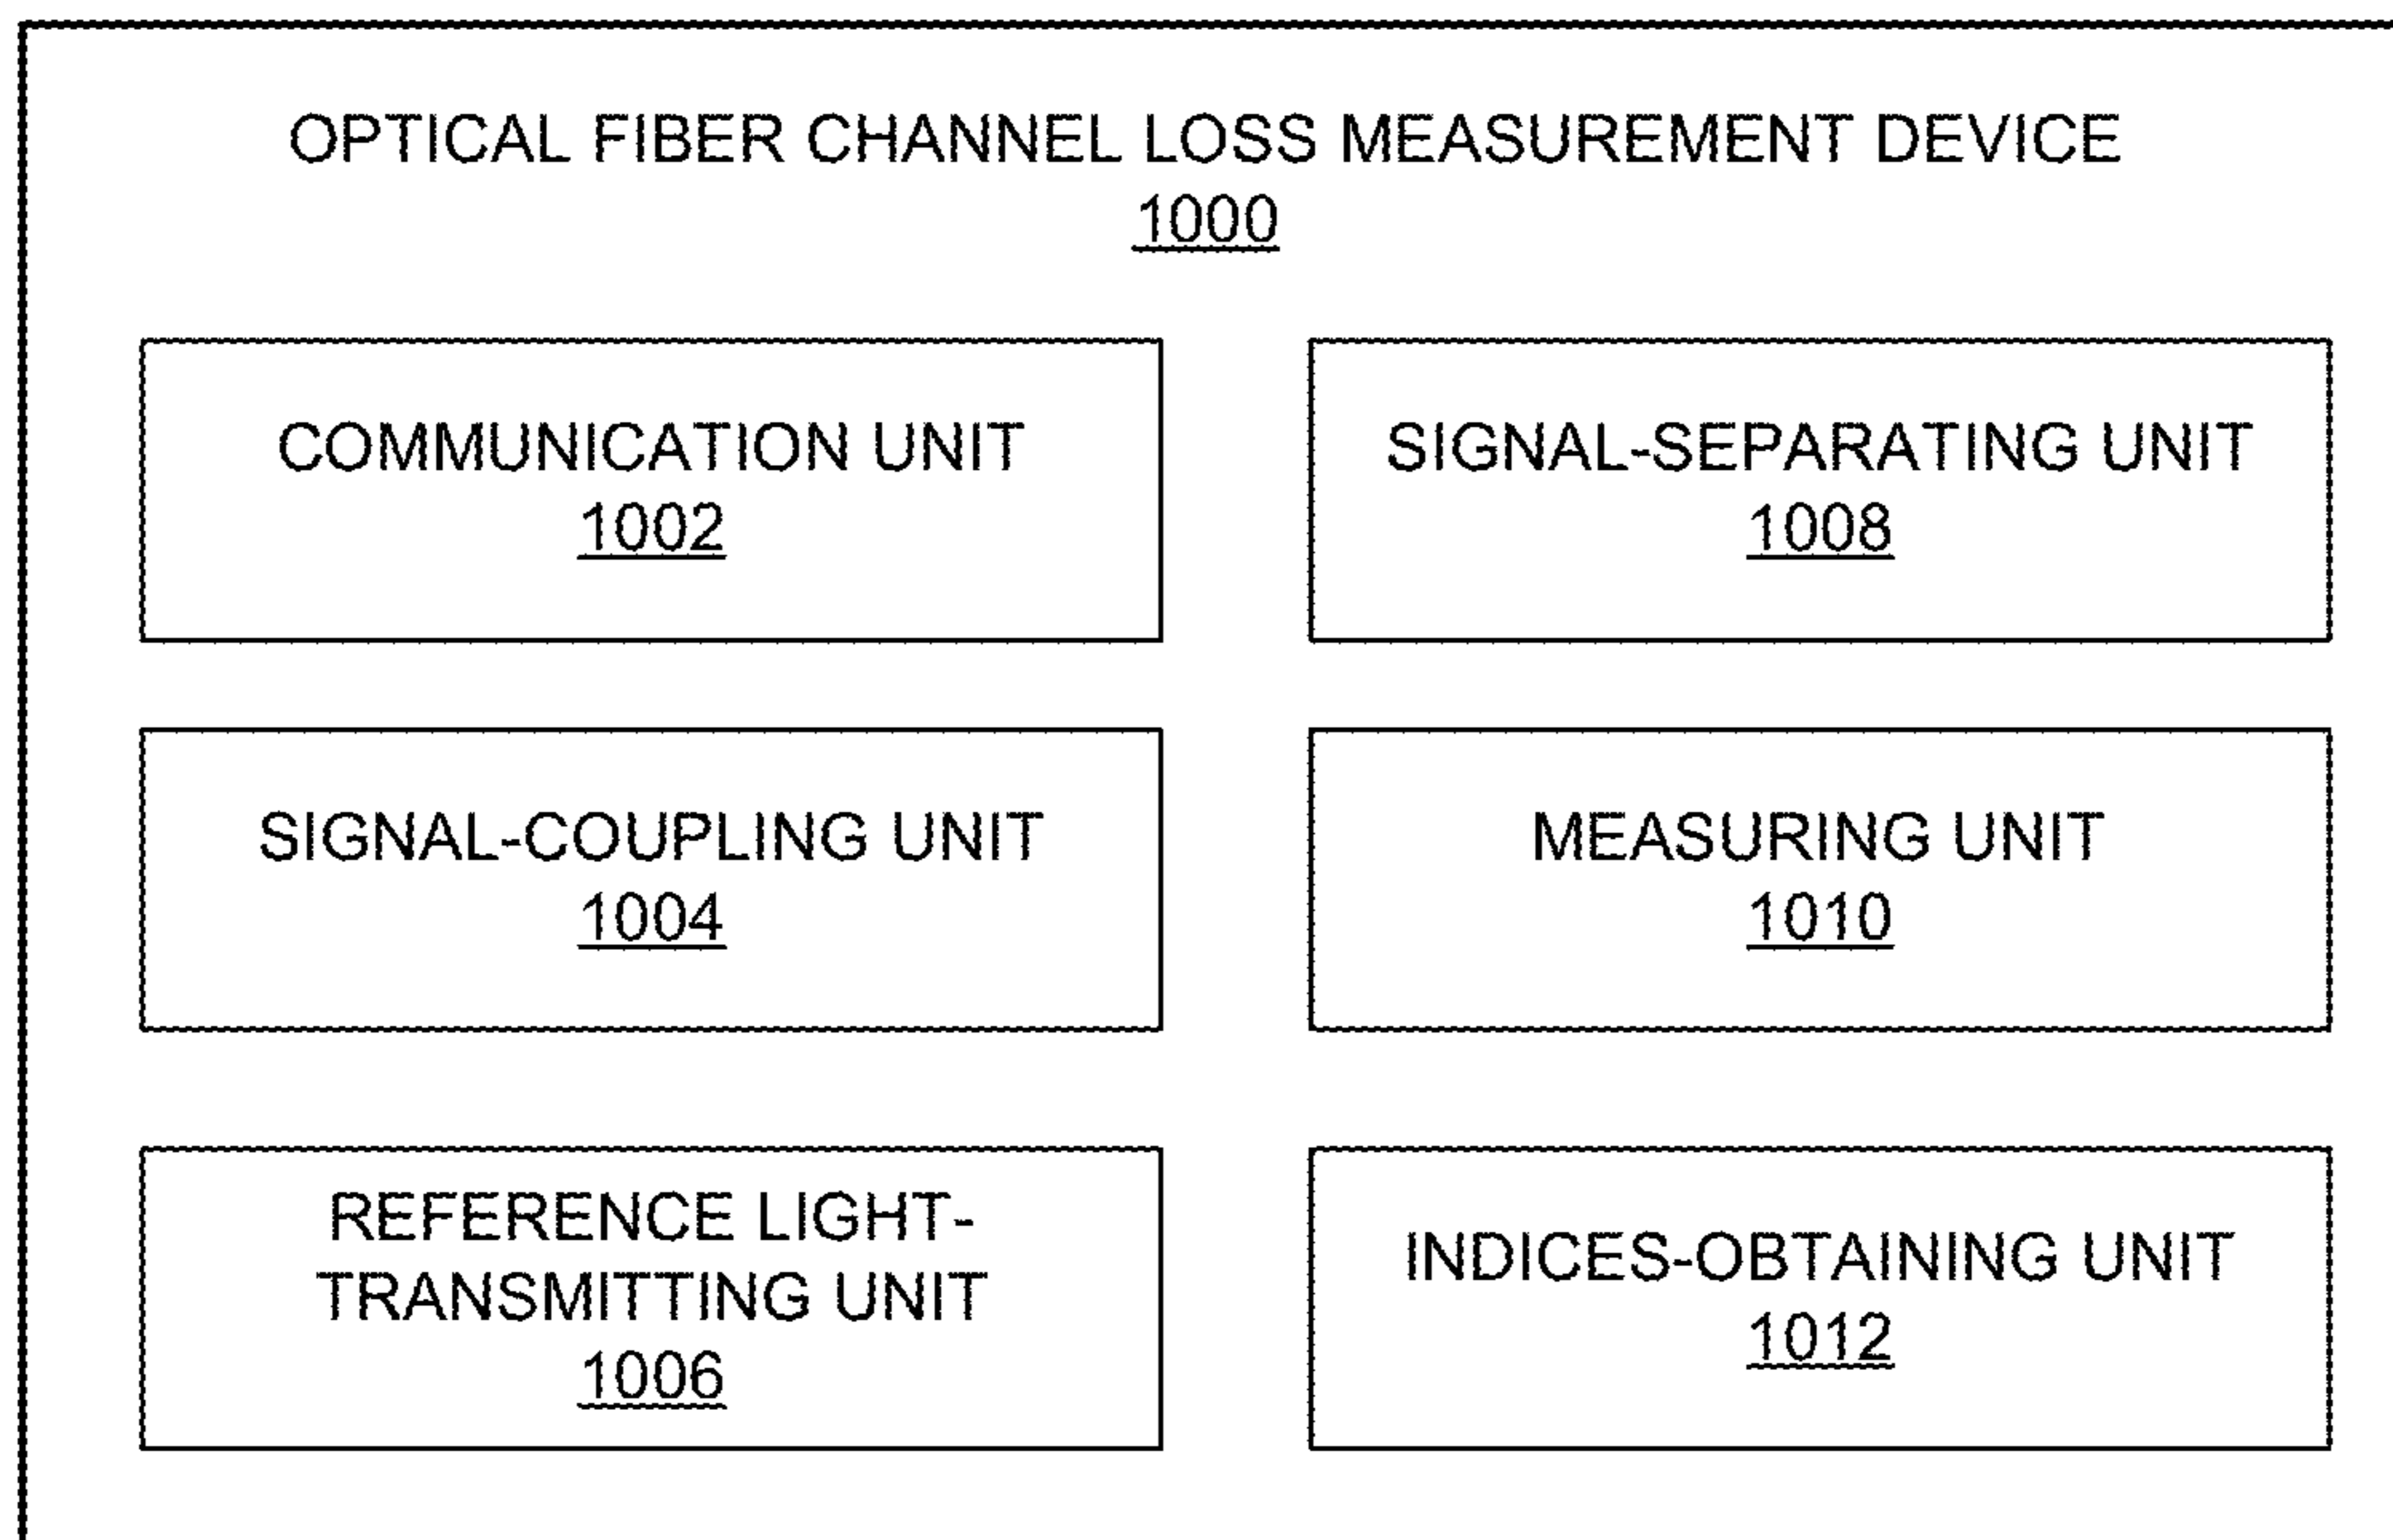 OPTICAL FIBER CHANNEL LOSS MEASUREMENT DEVICE
1000
COMMUNICATION UNIT
1002
SIGNAL-COUPLING UNIT
1004
REFERENCE LIGHT-
TRANSMITTING UNIT
1006
SIGNAL-SEPARATING UNIT
1008
MEASURING UNIT
1010
INDICES-OBTAINING UNIT
1012